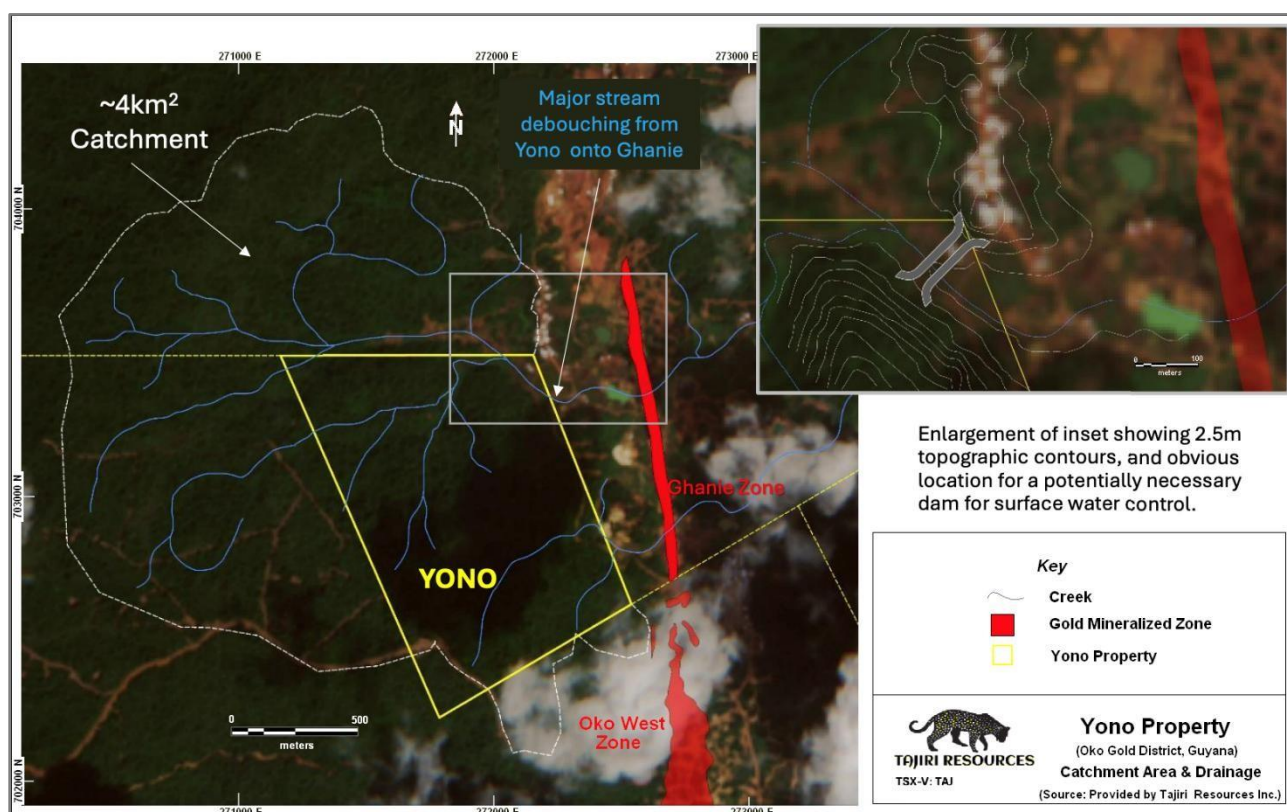 271000 E
272000 E
273000 E
704000 N
703000 N
702000 N
~4km²
Catchment
N
Major stream
debouching from
Yono onto Ghanie
Ghanie Zone
YONO
Oko West
Zone
0 500
meters
271000 E
272000 E
273000 E
0 100
meters
Enlargement of inset showing 2.5m
topographic contours, and obvious
location for a potentially necessary
dam for surface water control.
Key
Creek
Gold Mineralized Zone
Yono Property
TAJIRI RESOURCES
TSX-V: TAJ
Yono Property
(Oko Gold District, Guyana)
Catchment Area & Drainage
(Source: Provided by Tajiri Resources Inc.)